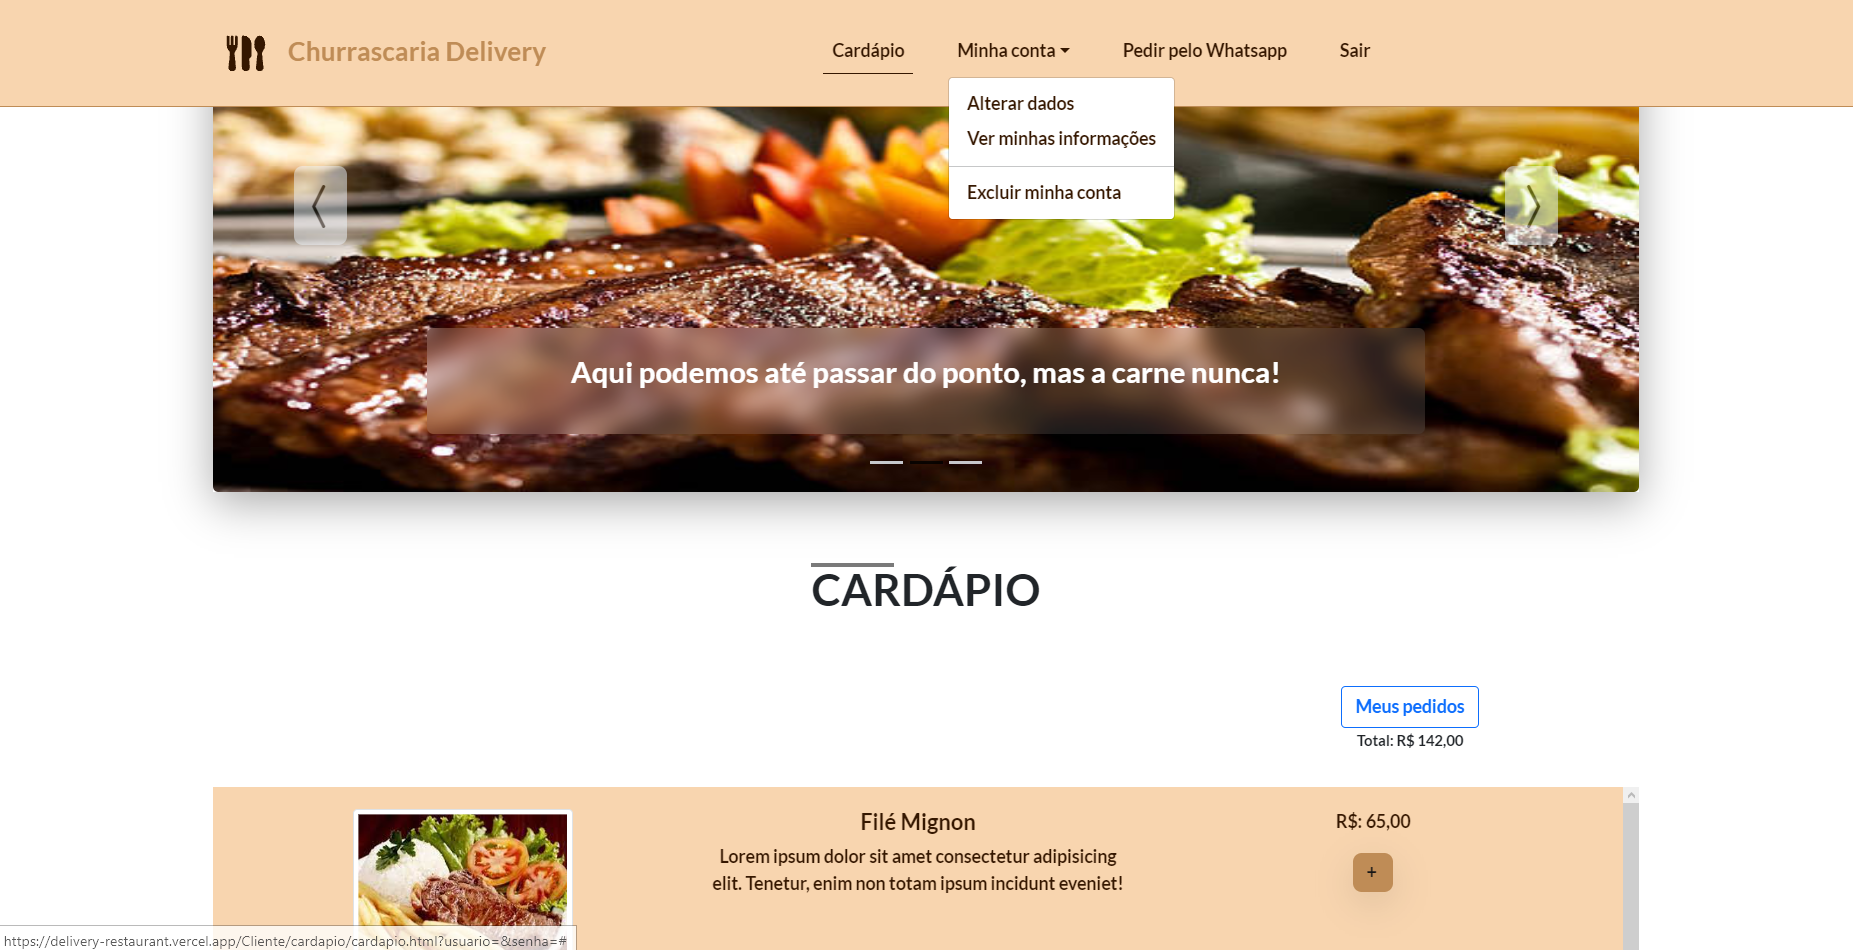 Churrascaria Delivery
Cardápio
Minha conta
Pedir pelo Whatsapp
Sair
Alterar dados
Ver minhas informações
Excluir minha conta
Aqui podemos até passar do ponto, mas a carne nunca!
CARDÁPIO
Meus pedidos
Total: R$ 142,00
Filé Mignon
R$: 65,00
Lorem ipsum dolor sit amet consectetur adipisicing
elit. Tenetur, enim non totam ipsum incidunt eveniet!
+
https://delivery-restaurant.vercel.app/Cliente/cardapio/cardapio.html?usuario=&senha=#